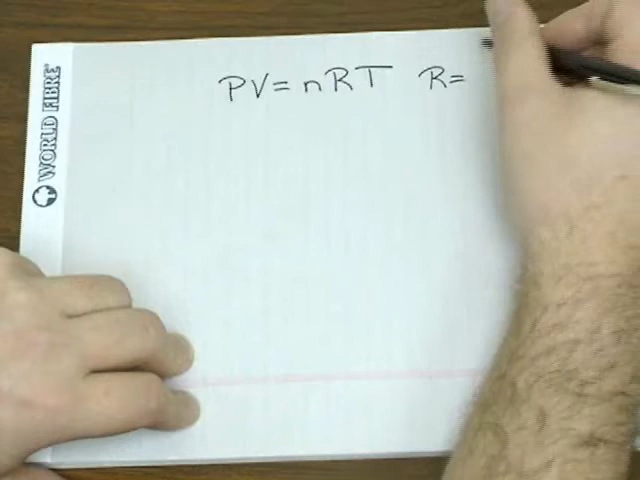 PV = nRT R =
WORLD FIBRE